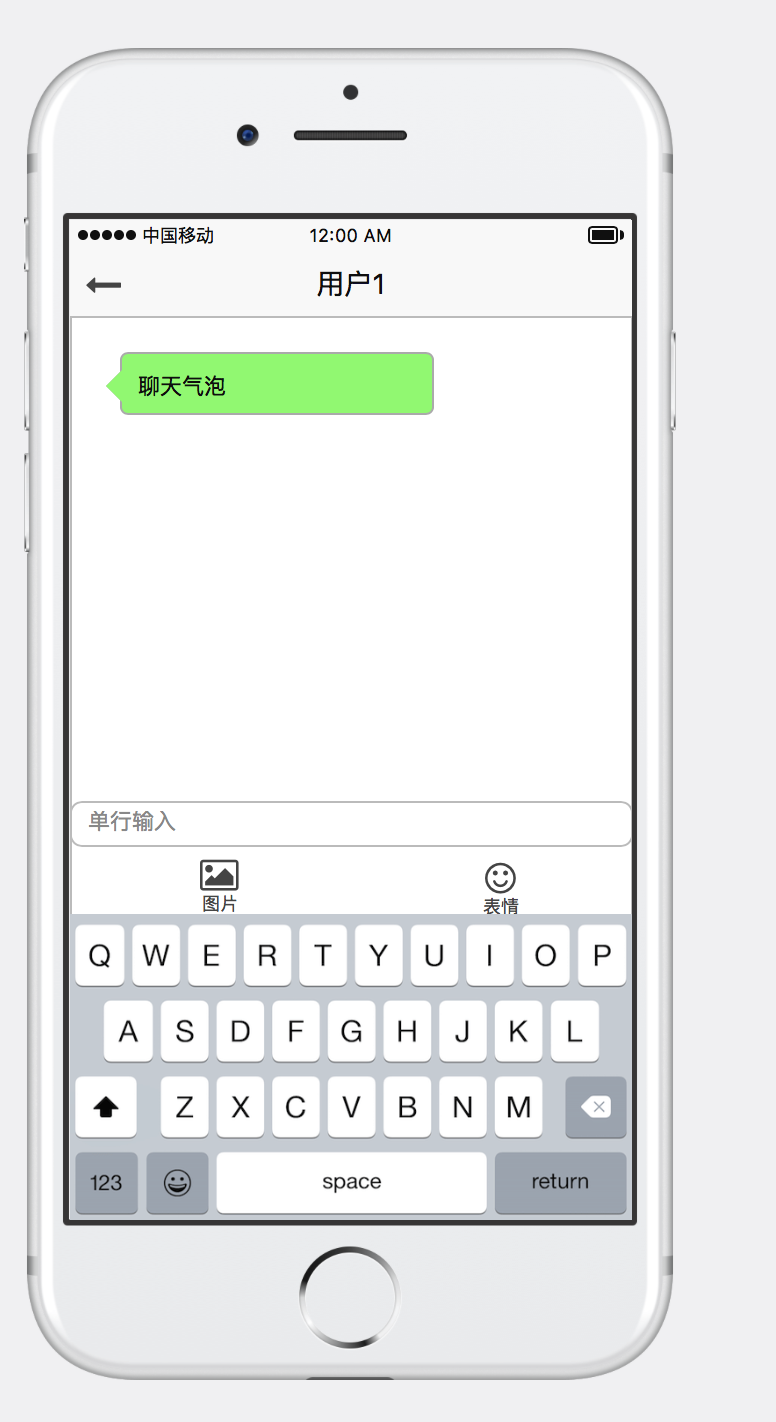 中国移动 12:00 AM
用户1
聊天气泡
单行输入
图片 表情
Q W E R T Y U I O P
A S D F G H J K L
Z X C V B N M
123 space return